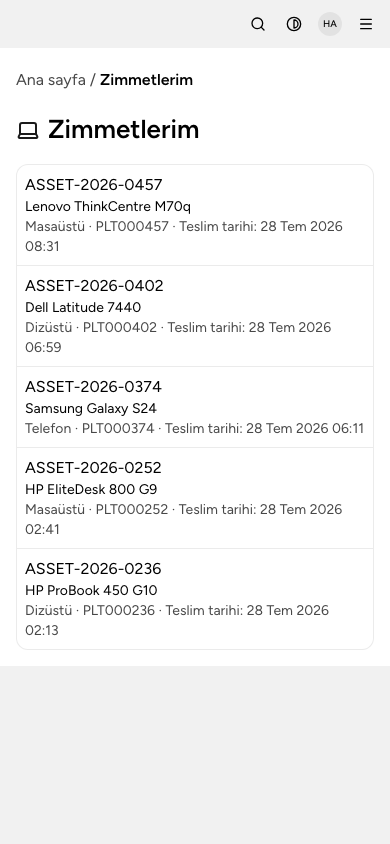 HA
Ana sayfa / Zimmetlerim
Zimmetlerim
ASSET-2026-0457
Lenovo ThinkCentre M70q
Masaüstü · PLT000457 · Teslim tarihi: 28 Tem 2026
08:31
ASSET-2026-0402
Dell Latitude 7440
Dizüstü · PLT000402 · Teslim tarihi: 28 Tem 2026
06:59
ASSET-2026-0374
Samsung Galaxy S24
Telefon · PLT000374 · Teslim tarihi: 28 Tem 2026 06:11
ASSET-2026-0252
HP EliteDesk 800 G9
Masaüstü · PLT000252 · Teslim tarihi: 28 Tem 2026
02:41
ASSET-2026-0236
HP ProBook 450 G10
Dizüstü · PLT000236 · Teslim tarihi: 28 Tem 2026
02:13